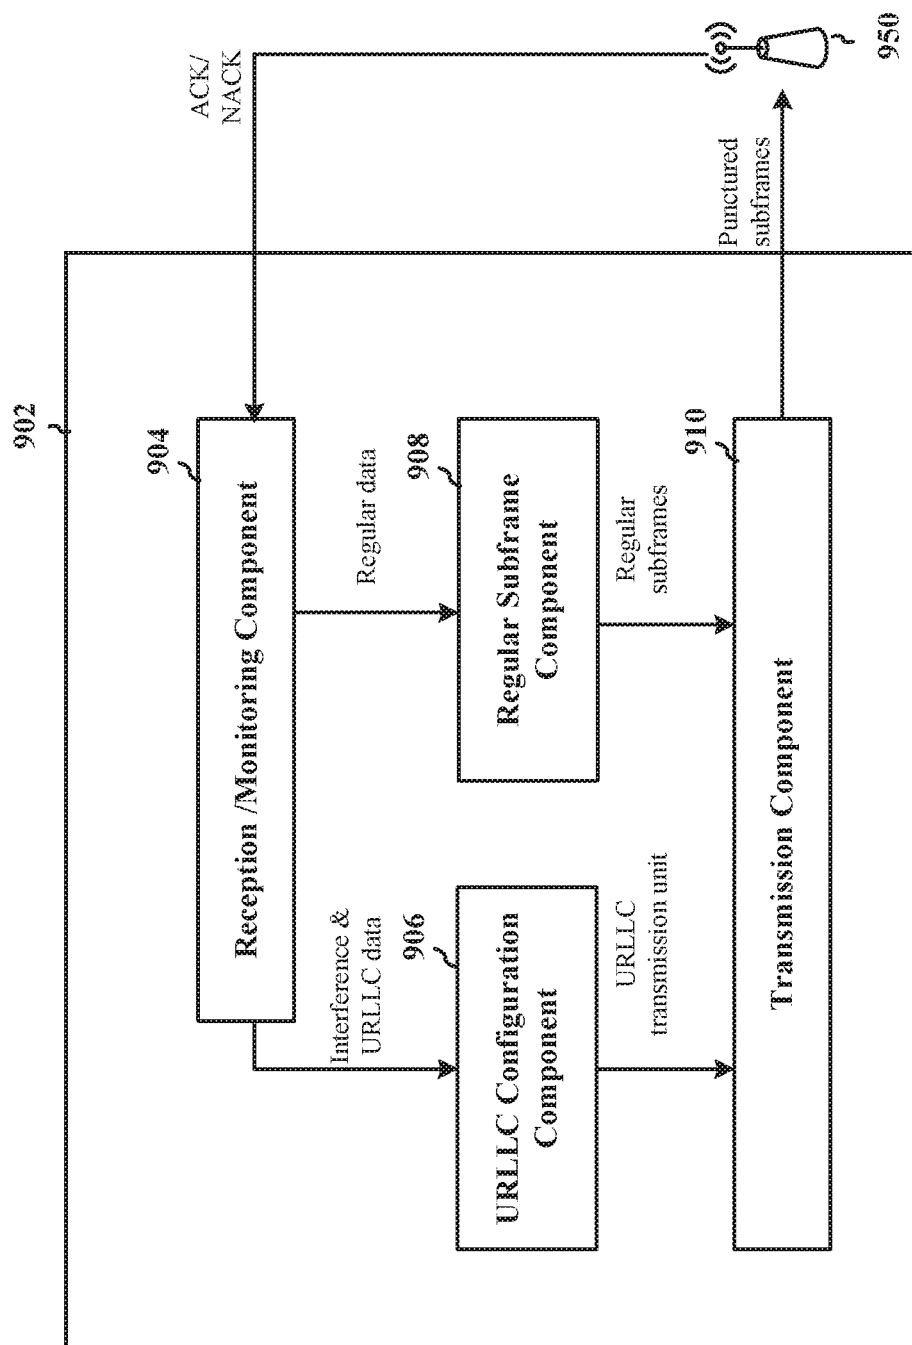 902
904
Reception /Monitoring Component
ACK/
NACK
Interference &
URLLC data
Regular data
906
URLLC Configuration
Component
908
Regular Subframe
Component
URLLC
transmission unit
Regular
subframes
910
Transmission Component
Punctured
subframes
950